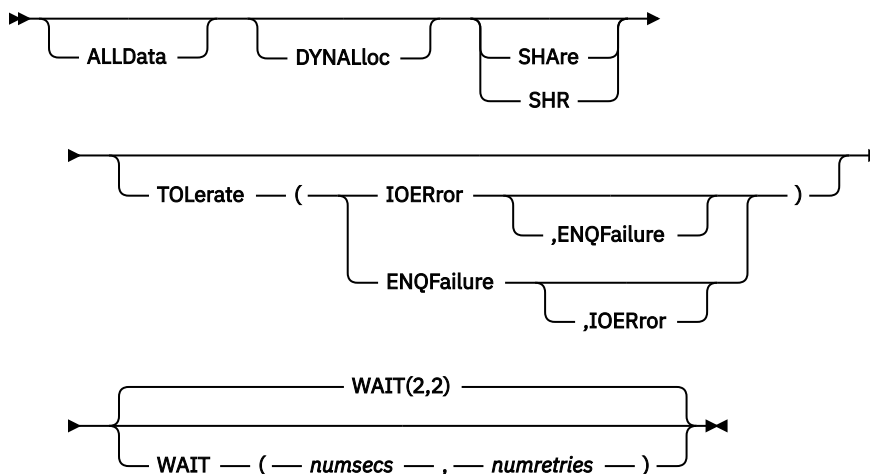 ALLData DYNALloc SHAre
SHR
TOLerate ( IOERror )
,ENQFailure
ENQFailure
,IOERror
WAIT(2,2)
WAIT ( numsecs , numretries )